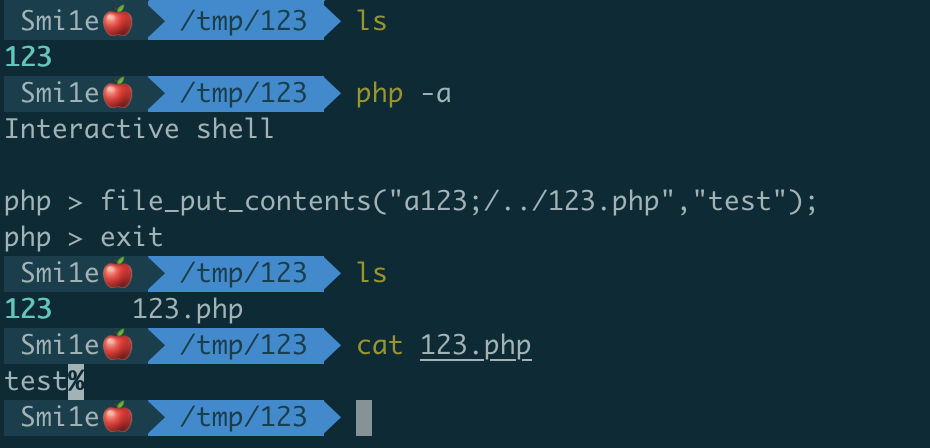 Smi1e🍎 /tmp/123 ls
123
Smi1e🍎 /tmp/123 php -a
Interactive shell
php > file_put_contents("a123;/../123.php","test");
php > exit
Smi1e🍎 /tmp/123 ls
123 123.php
Smi1e🍎 /tmp/123 cat 123.php
test%
Smi1e🍎 /tmp/123